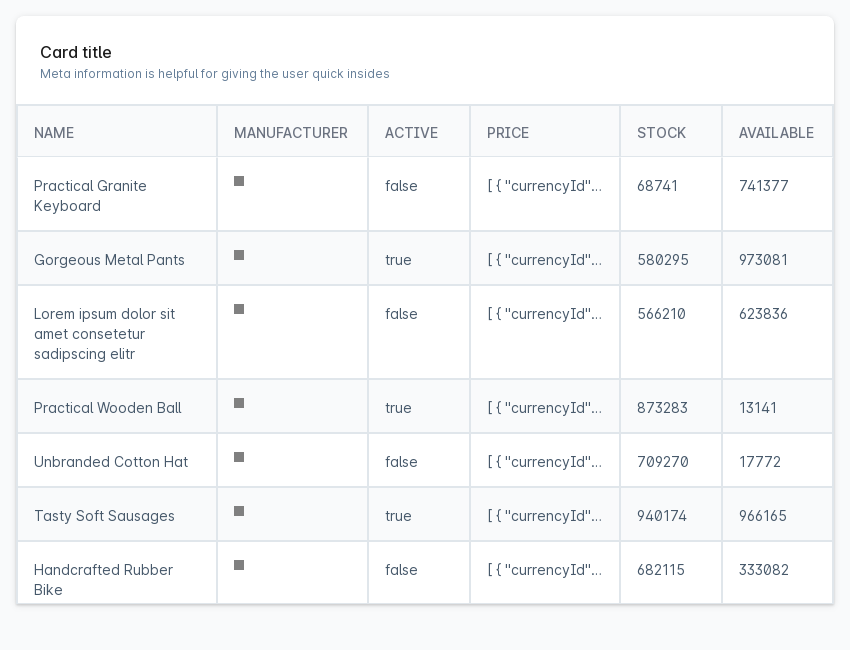 Card title
Meta information is helpful for giving the user quick insides
NAME MANUFACTURER ACTIVE PRICE STOCK AVAILABLE
Practical Granite false [ { "currencyId"... 68741 741377
Keyboard
Gorgeous Metal Pants true [ { "currencyId"... 580295 973081
Lorem ipsum dolor sit false [ { "currencyId"... 566210 623836
amet consetetur
sadipscing elitr
Practical Wooden Ball true [ { "currencyId"... 873283 13141
Unbranded Cotton Hat false [ { "currencyId"... 709270 17772
Tasty Soft Sausages true [ { "currencyId"... 940174 966165
Handcrafted Rubber false [ { "currencyId"... 682115 333082
Bike